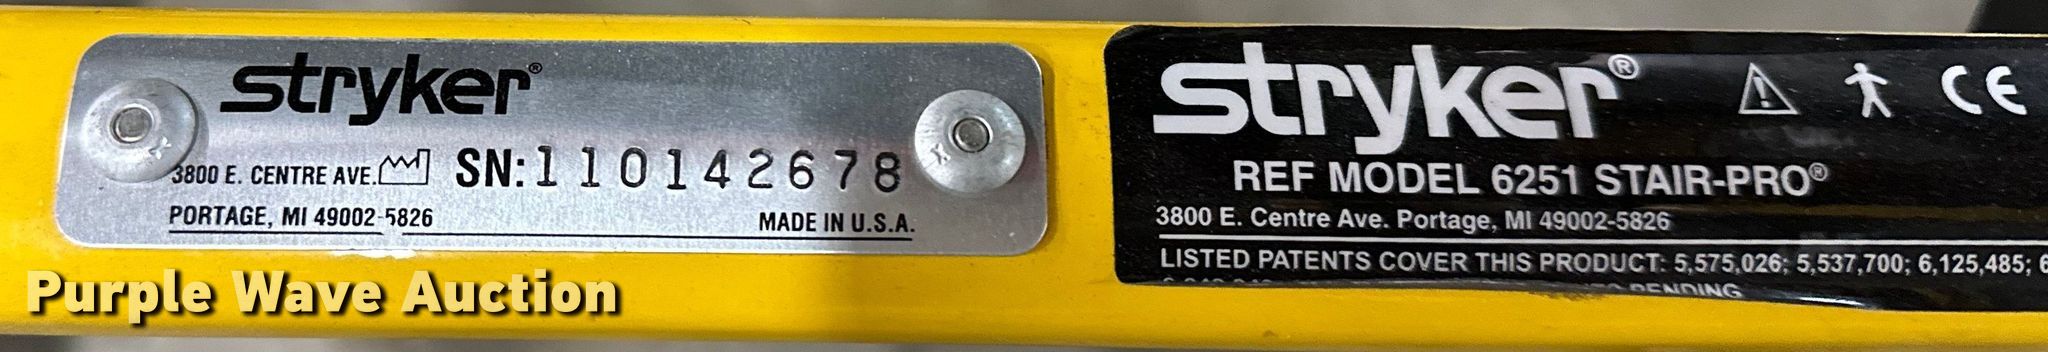 stryker®
3800 E. CENTRE AVE. SN:110142678
PORTAGE, MI 49002-5826 MADE IN U.S.A.
stryker®
CE
REF MODEL 6251 STAIR-PRO®
3800 E. Centre Ave. Portage, MI 49002-5826
LISTED PATENTS COVER THIS PRODUCT: 5,575,026; 5,537,700; 6,125,485; 6
PENDING
Purple Wave Auction